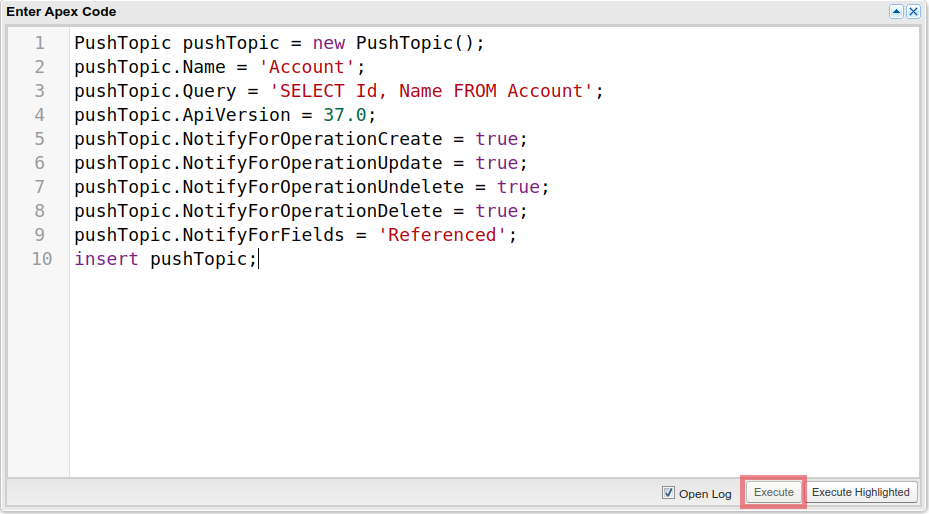 Enter Apex Code
1 PushTopic pushTopic = new PushTopic();
2 pushTopic.Name = 'Account';
3 pushTopic.Query = 'SELECT Id, Name FROM Account';
4 pushTopic.ApiVersion = 37.0;
5 pushTopic.NotifyForOperationCreate = true;
6 pushTopic.NotifyForOperationUpdate = true;
7 pushTopic.NotifyForOperationUndelete = true;
8 pushTopic.NotifyForOperationDelete = true;
9 pushTopic.NotifyForFields = 'Referenced';
10 insert pushTopic;
Open Log Execute Execute Highlighted